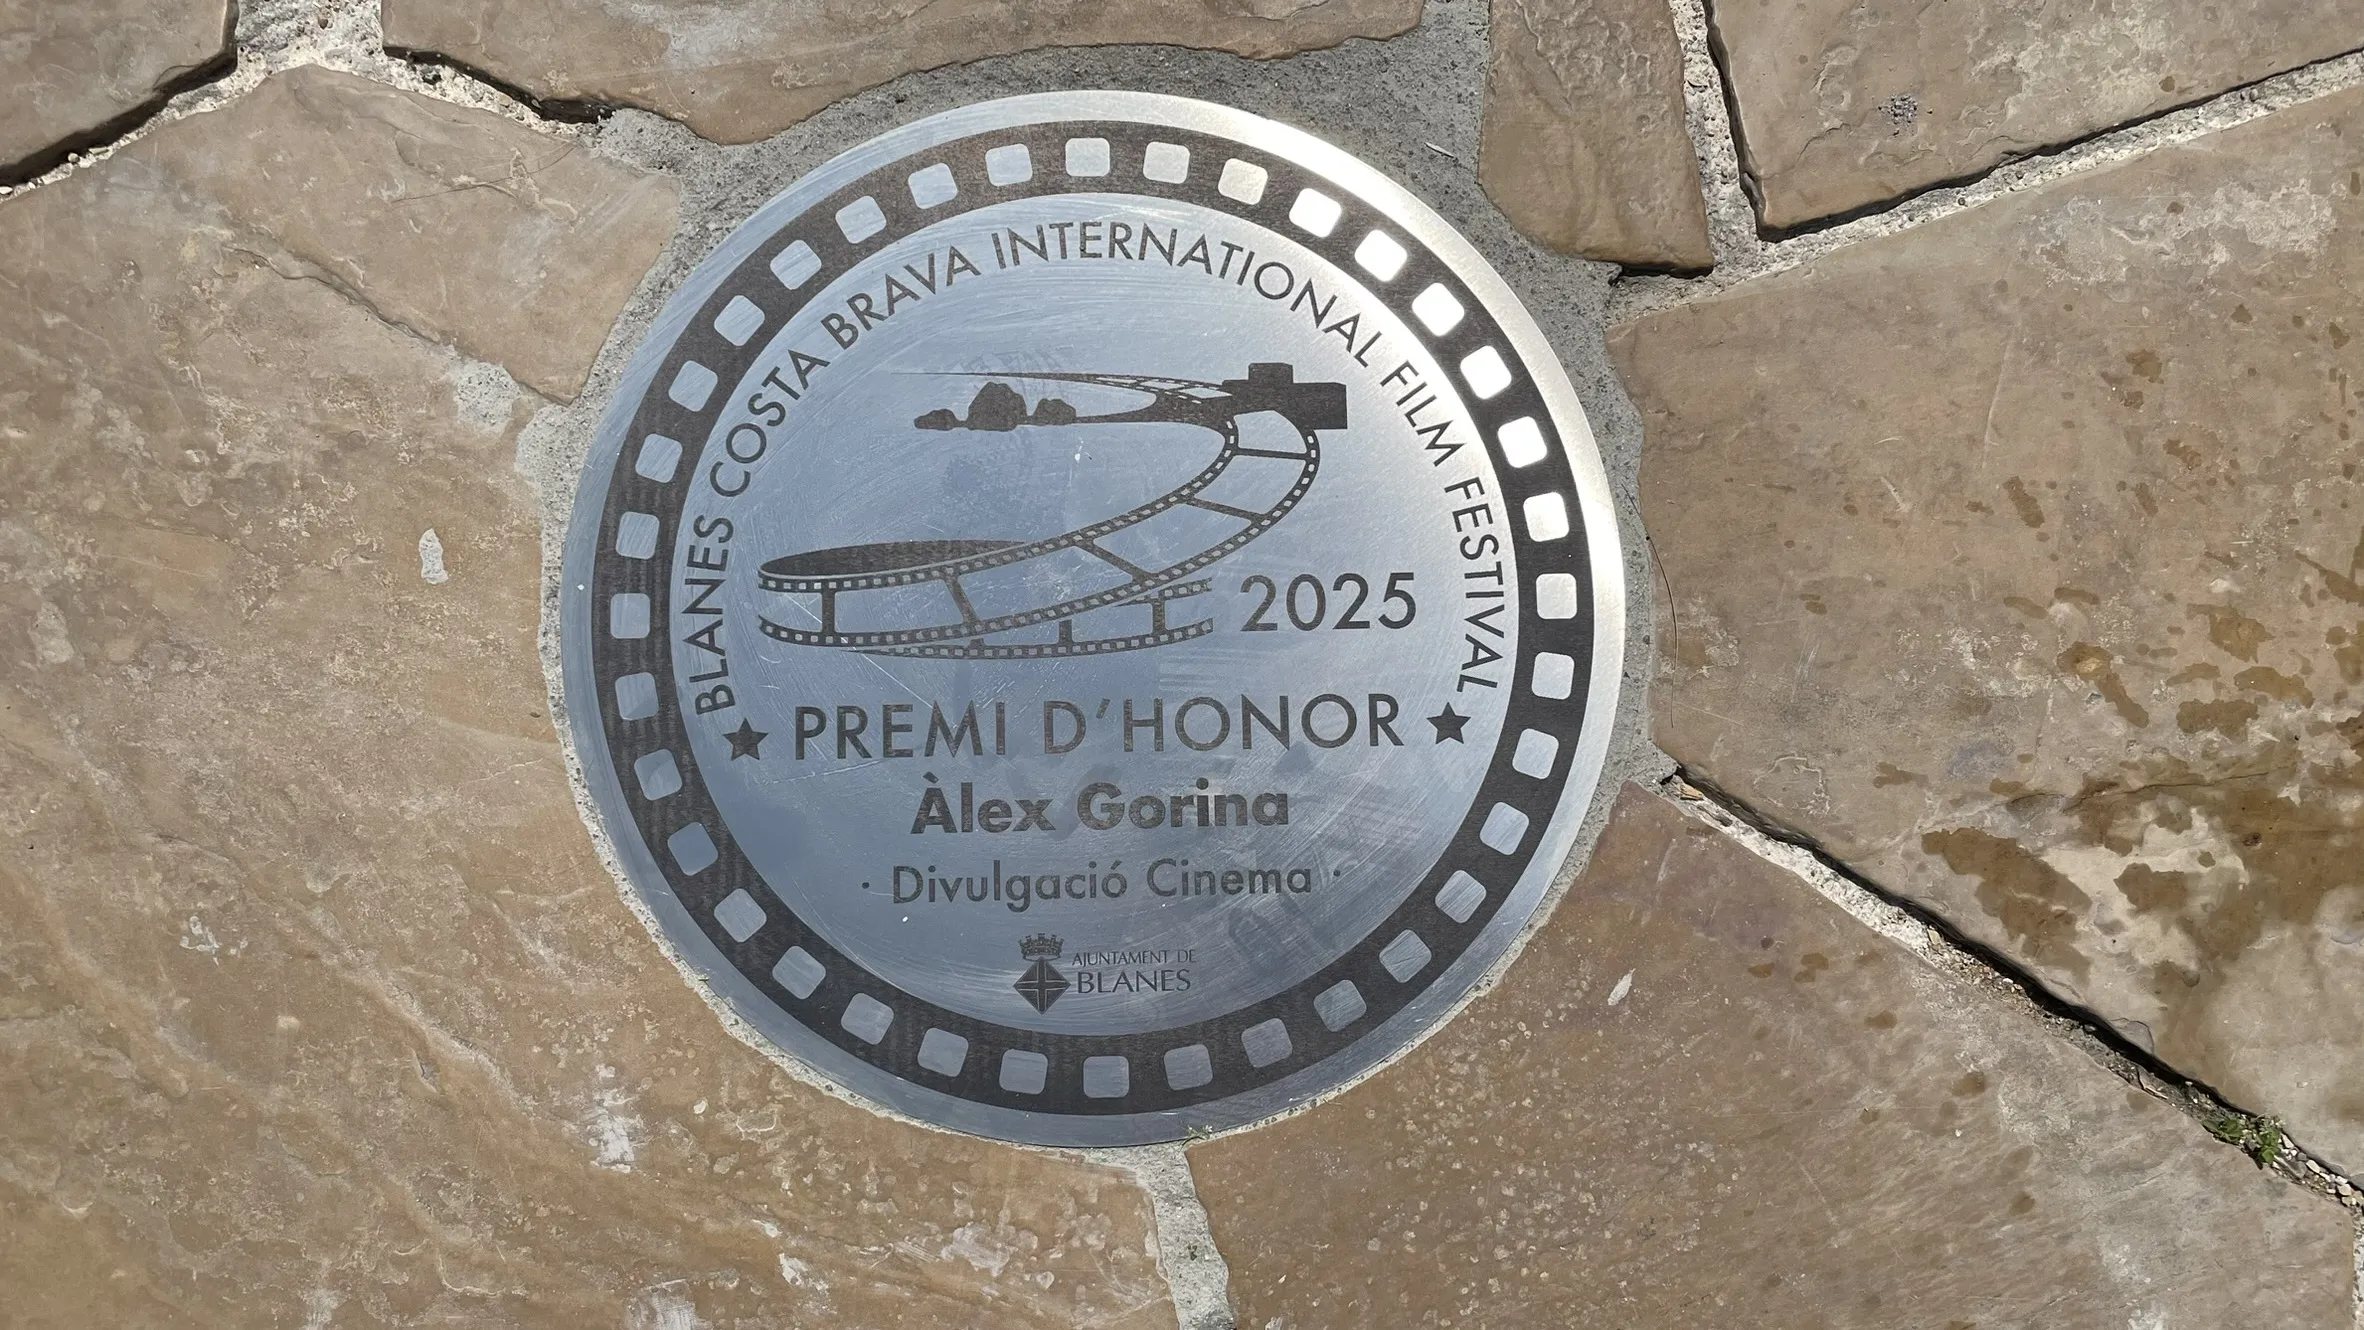 BLANES COSTA BRAVA INTERNATIONAL FILM FESTIVAL
2025
PREMI D'HONOR
Àlex Gorina
· Divulgació Cinema ·
AJUNTAMENT DE
BLANES